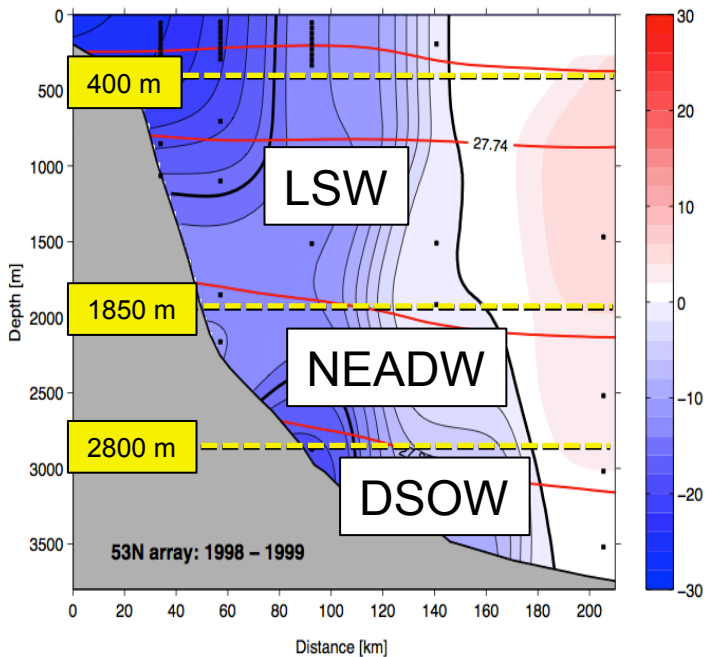 0
500
1000
1500
2000
2500
3000
3500
Depth [m]
400 m
1850 m
2800 m
27.74
LSW
NEADW
DSOW
53N array: 1998 – 1999
0 20 40 60 80 100 120 140 160 180 200
Distance [km]
30
20
10
0
−10
−20
−30